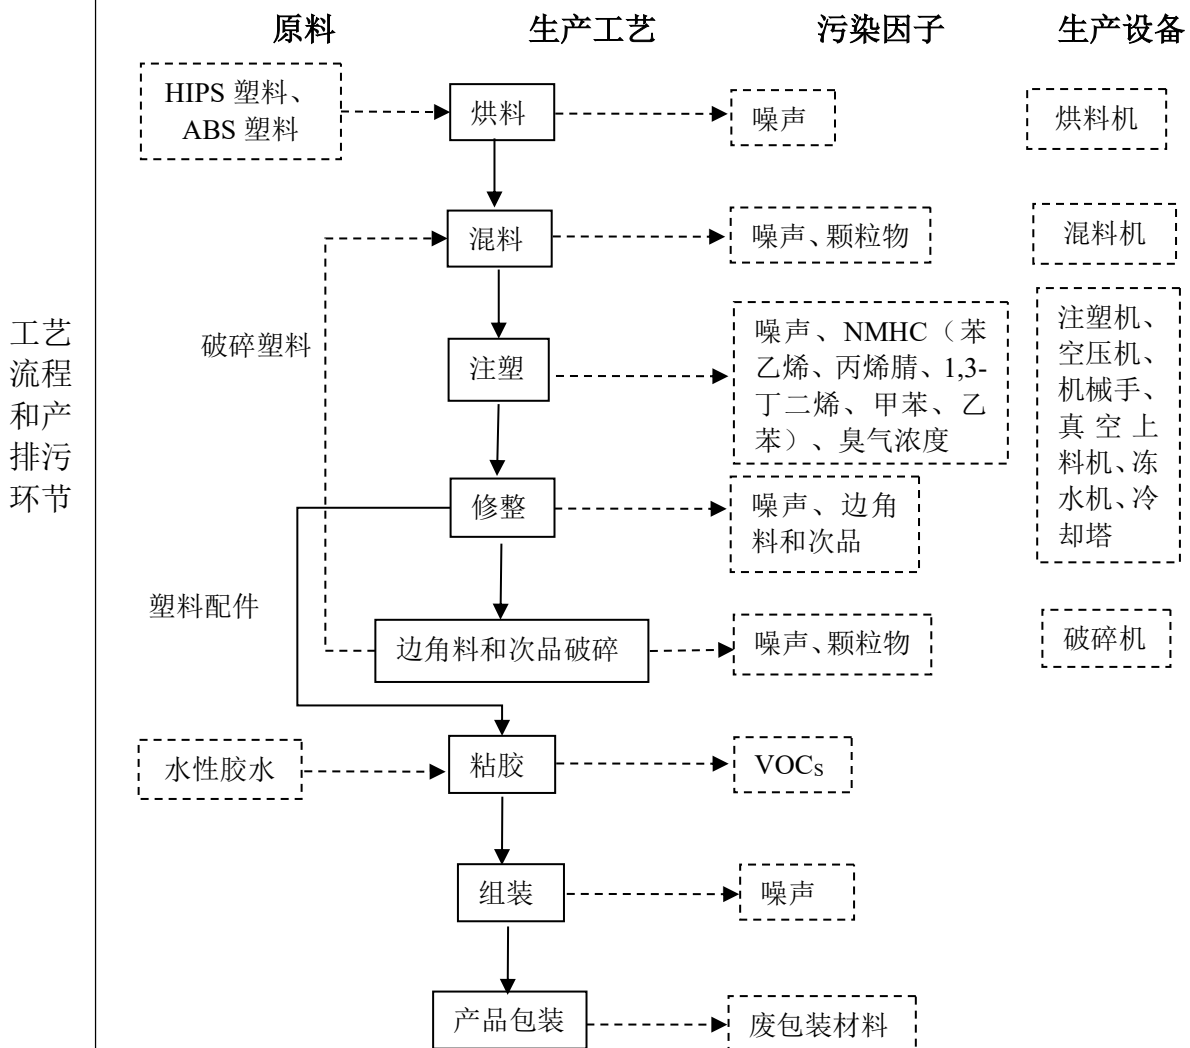 原料 生产工艺 污染因子 生产设备
HIPS 塑料、
ABS 塑料
烘料
噪声
烘料机
混料
噪声、颗粒物
混料机
破碎塑料
注塑
噪声、NMHC（苯
乙烯、丙烯腈、1,3-
丁二烯、甲苯、乙
苯）、臭气浓度
注塑机、
空压机、
机械手、
真空上
料机、冻
水机、冷
却塔
工艺
流程
和产
排污
环节
修整
噪声、边角
料和次品
塑料配件
边角料和次品破碎
噪声、颗粒物
破碎机
水性胶水
粘胶
VOCs
组装
噪声
产品包装
废包装材料